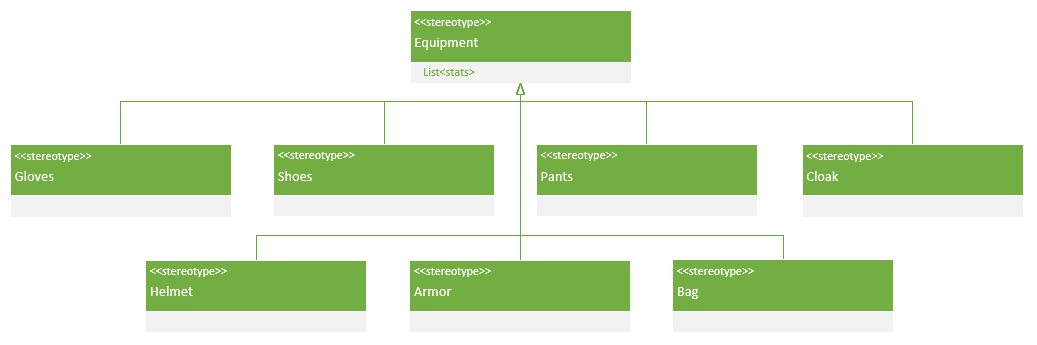 <<stereotype>>
Equipment
List<stats>
<<stereotype>>
Gloves
<<stereotype>>
Shoes
<<stereotype>>
Pants
<<stereotype>>
Cloak
<<stereotype>>
Helmet
<<stereotype>>
Armor
<<stereotype>>
Bag